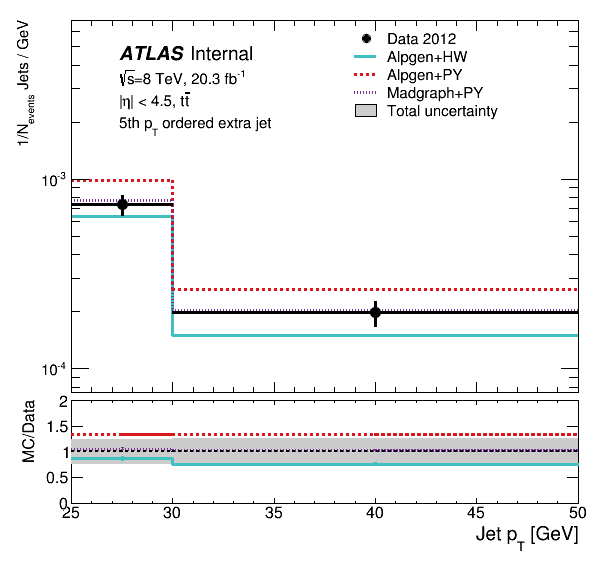 1/N_events Jets / GeV
ATLAS Internal
√s=8 TeV, 20.3 fb⁻¹
|η| < 4.5, tt̅
5th p_T ordered extra jet
Data 2012
Alpgen+HW
Alpgen+PY
Madgraph+PY
Total uncertainty
10⁻³
10⁻⁴
MC/Data
2
1.5
1
0.5
0
25 30 35 40 45 50
Jet p_T [GeV]